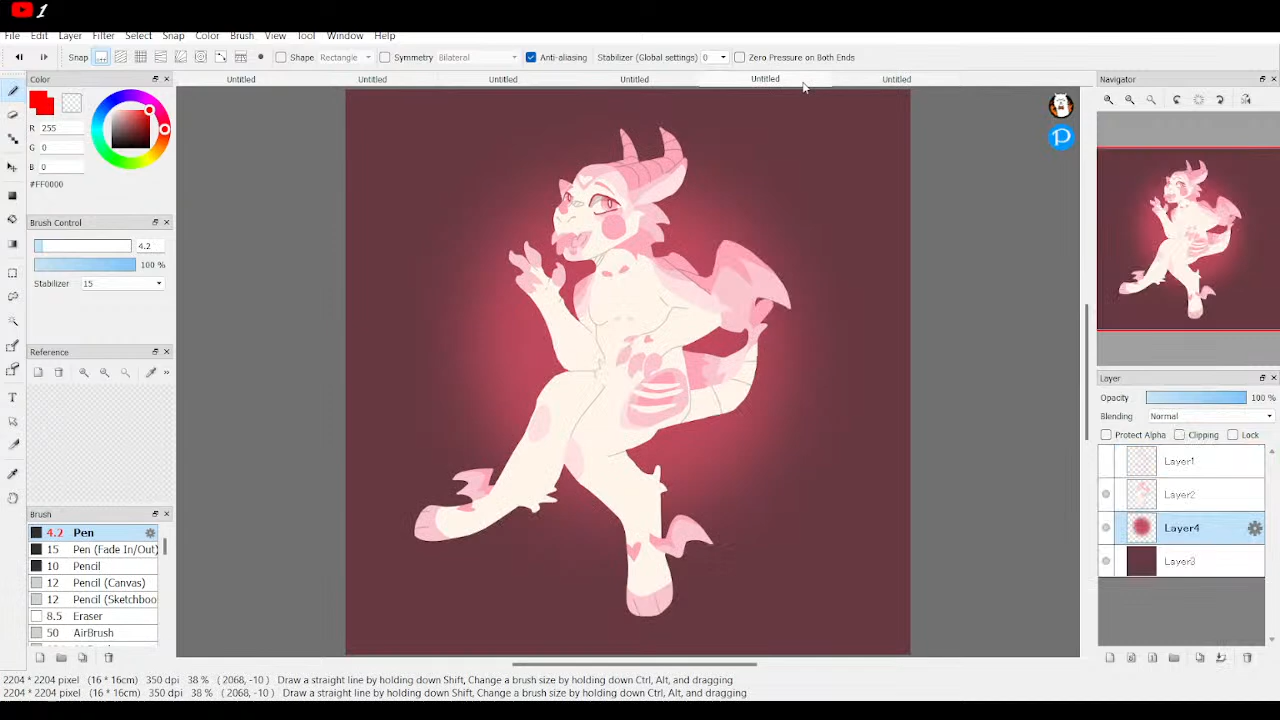 1
File Edit Layer Filter Select Snap Color Brush View Tool Window Help
Snap Shape Rectangle Symmetry Bilateral Anti-aliasing Stabilizer (Global settings) 0 Zero Pressure on Both Ends
Color
Untitled Untitled Untitled Untitled Untitled Untitled
Navigator
R 255
G 0
B 0
#FF0000
Brush Control
4.2
100 %
Stabilizer 15
Reference
»
Brush
4.2 Pen
15 Pen (Fade In/Out)
10 Pencil
12 Pencil (Canvas)
12 Pencil (Sketchboo
8.5 Eraser
50 AirBrush
Layer
Opacity 100 %
Blending Normal
Protect Alpha Clipping Lock
Layer1
Layer2
Layer4
Layer3
2204 * 2204 pixel (16 * 16cm) 350 dpi 38 % (2068, -10) Draw a straight line by holding down Shift, Change a brush size by holding down Ctrl, Alt, and dragging
2204 * 2204 pixel (16 * 16cm) 350 dpi 38 % (2068, -10) Draw a straight line by holding down Shift, Change a brush size by holding down Ctrl, Alt, and dragging